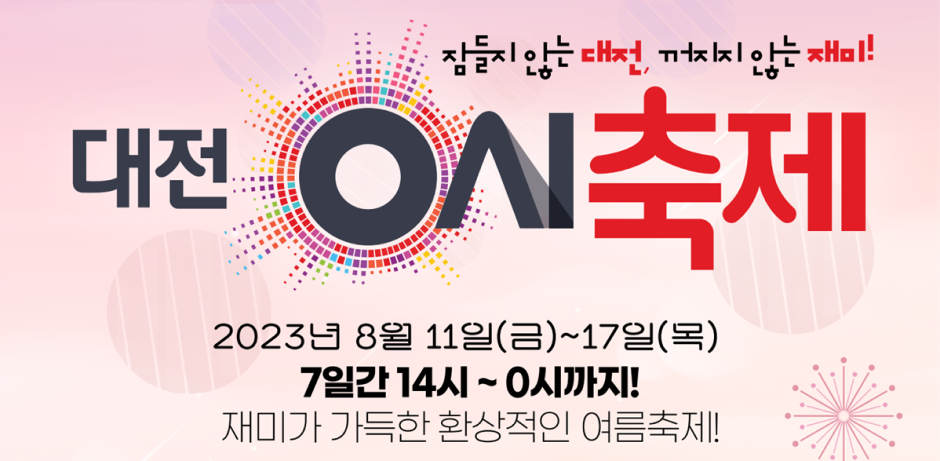 잠들지 않는 대전, 꺼지지 않는 재미!
대전 0시 축제
2023년 8월 11일(금)~17일(목)
7일간 14시 ~ 0시까지!
재미가 가득한 환상적인 여름축제!